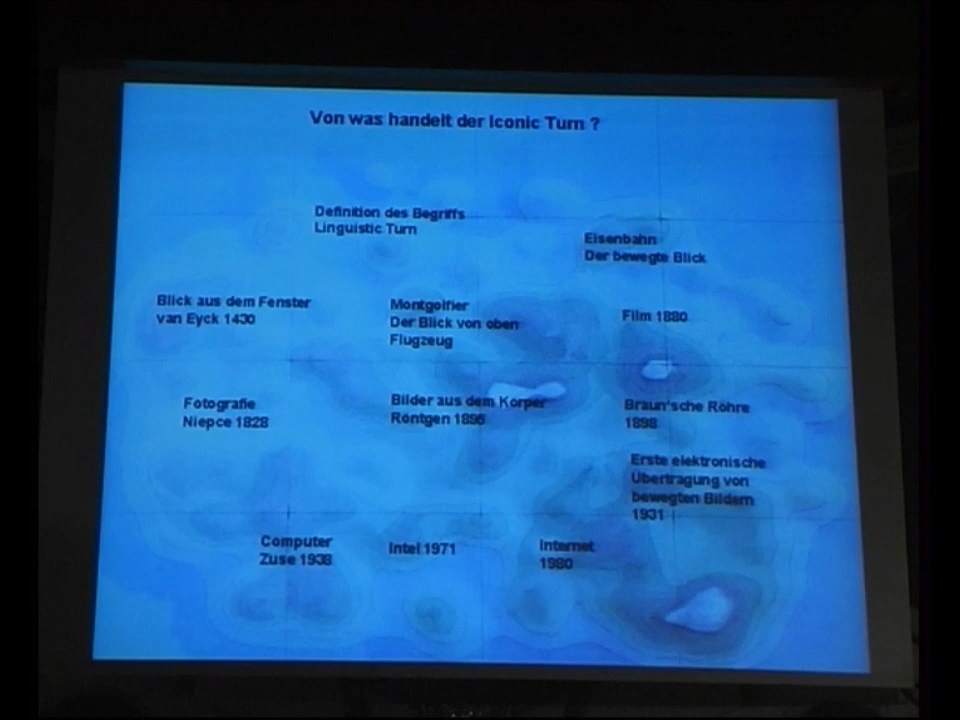 Von was handelt der Iconic Turn ?
Definition des Begriffs
Linguistic Turn
Eisenbahn
Der bewegte Blick
Blick aus dem Fenster
van Eyck 1430
Montgolfier
Der Blick von oben
Flugzeug
Film 1880
Fotografie
Niepce 1828
Bilder aus dem Körper
Röntgen 1896
Braun'sche Röhre
1898
Erste elektronische
Übertragung von
bewegten Bildern
1931
Computer
Zuse 1938
Intel 1971
Internet
1980